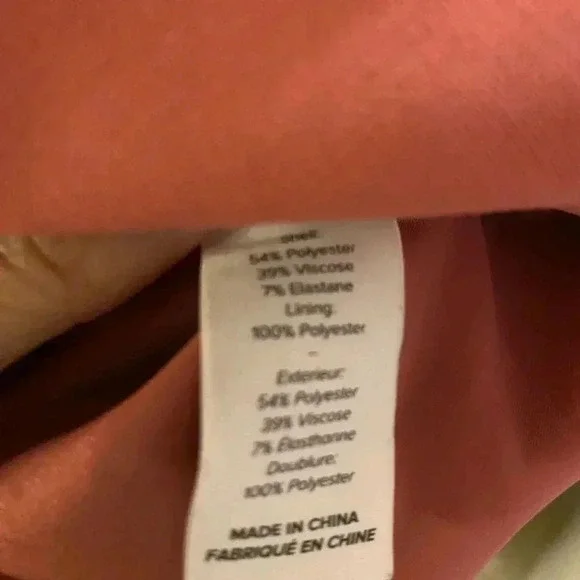 Shell:
54% Polyester
39% Viscose
7% Elastane
Lining:
100% Polyester
-
Exterieur:
54% Polyester
39% Viscose
7% Élasthanne
Doublure:
100% Polyester
MADE IN CHINA
FABRIQUÉ EN CHINE